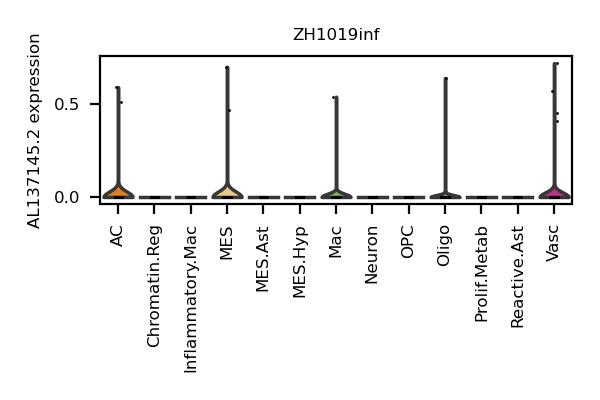 ZH1019inf
AL137145.2 expression
0.5
0.0
AC
Chromatin.Reg
Inflammatory.Mac
MES
MES.Ast
MES.Hyp
Mac
Neuron
OPC
Oligo
Prolif.Metab
Reactive.Ast
Vasc